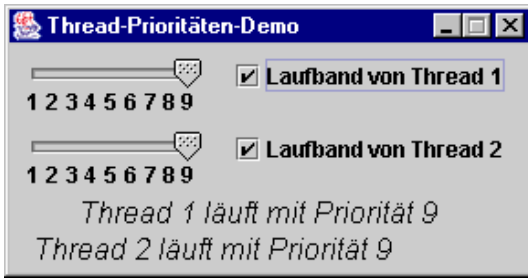 Thread-Prioritäten-Demo
1 2 3 4 5 6 7 8 9
Laufband von Thread 1
1 2 3 4 5 6 7 8 9
Laufband von Thread 2
Thread 1 läuft mit Priorität 9
Thread 2 läuft mit Priorität 9